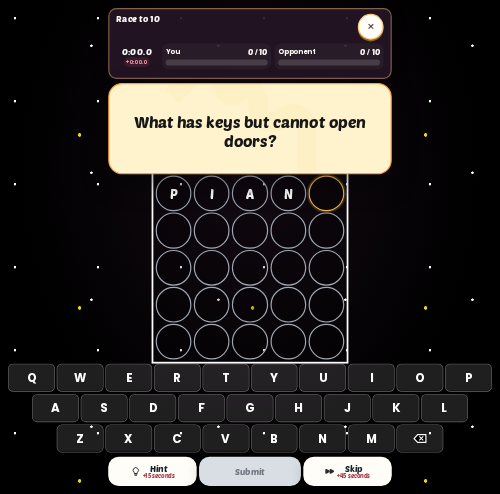 Race to 10
×
0:00.0
+0:00.0
You 0 / 10
Opponent 0 / 10
What has keys but cannot open
doors?
P I A N
Q W E R T Y U I O P
A S D F G H J K L
Z X C V B N M
Hint
+15 seconds
Submit
Skip
+45 seconds